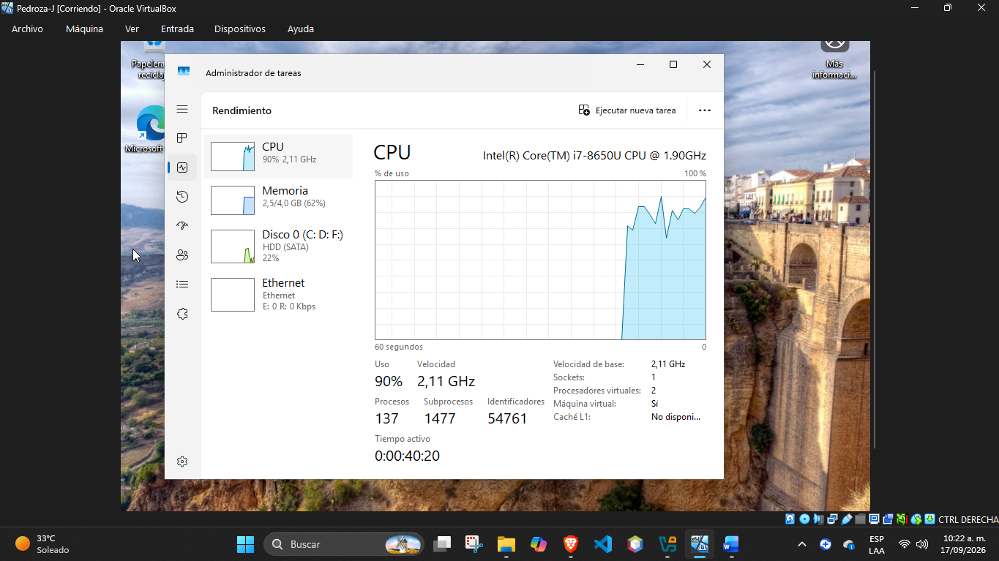 Pedroza-J [Corriendo] - Oracle VirtualBox
Archivo Máquina Ver Entrada Dispositivos Ayuda
Papelera
reciclaj
Más
informaci...
Microsoft
Administrador de tareas
Rendimiento
Ejecutar nueva tarea
CPU
90% 2,11 GHz
Memoria
2,5/4,0 GB (62%)
Disco 0 (C: D: F:)
HDD (SATA)
22%
Ethernet
Ethernet
E: 0 R: 0 Kbps
CPU
Intel(R) Core(TM) i7-8650U CPU @ 1.90GHz
% de uso 100 %
60 segundos 0
Uso Velocidad
90% 2,11 GHz
Procesos Subprocesos Identificadores
137 1477 54761
Tiempo activo
0:00:40:20
Velocidad de base: 2,11 GHz
Sockets: 1
Procesadores virtuales: 2
Máquina virtual: Sí
Caché L1: No disponi...
CTRL DERECHA
33°C
Soleado
Buscar
ESP
LAA
10:22 a. m.
17/09/2026